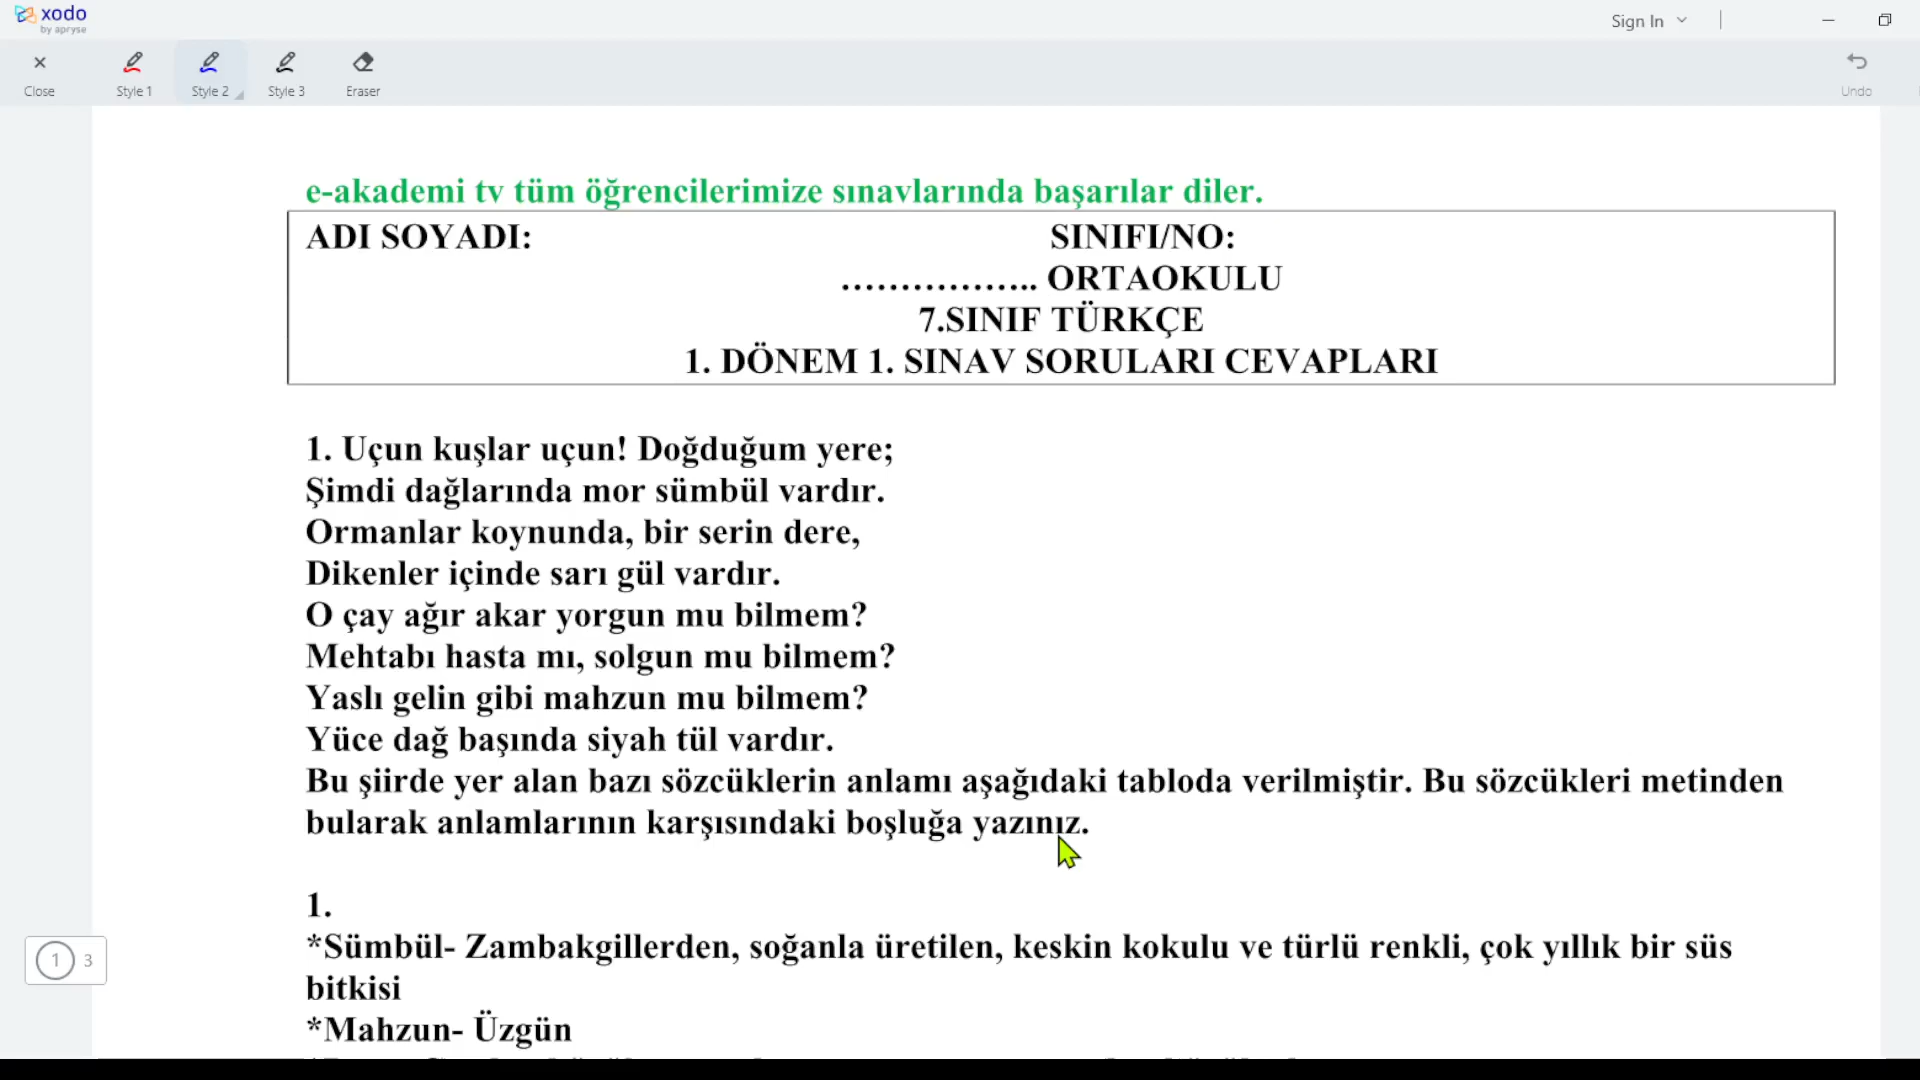 xodo
by apryse
Sign In
Close
Style 1
Style 2
Style 3
Eraser
Undo
e-akademi tv tüm öğrencilerimize sınavlarında başarılar diler.
ADI SOYADI: SINIFI/NO:
……………….. ORTAOKULU
7.SINIF TÜRKÇE
1. DÖNEM 1. SINAV SORULARI CEVAPLARI
1. Uçun kuşlar uçun! Doğduğum yere;
Şimdi dağlarında mor sümbül vardır.
Ormanlar koynunda, bir serin dere,
Dikenler içinde sarı gül vardır.
O çay ağır akar yorgun mu bilmem?
Mehtabı hasta mı, solgun mu bilmem?
Yaslı gelin gibi mahzun mu bilmem?
Yüce dağ başında siyah tül vardır.
Bu şiirde yer alan bazı sözcüklerin anlamı aşağıdaki tabloda verilmiştir. Bu sözcükleri metinden
bularak anlamlarının karşısındaki boşluğa yazınız.
1.
*Sümbül- Zambakgillerden, soğanla üretilen, keskin kokulu ve türlü renkli, çok yıllık bir süs
bitkisi
*Mahzun- Üzgün
1 3